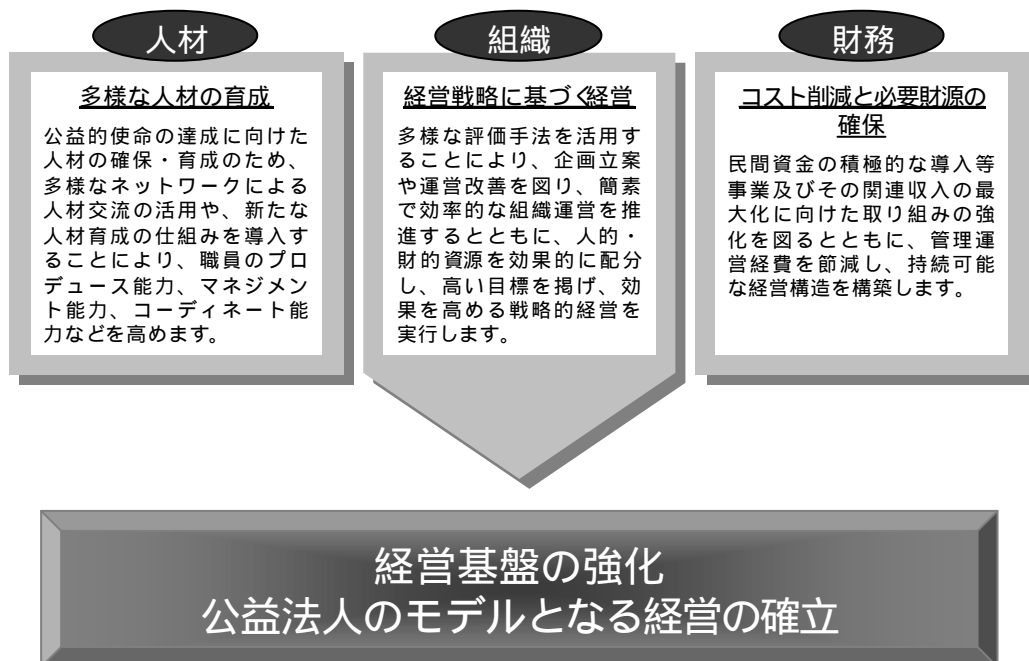 人材
多様な人材の育成
公益的使命の達成に向けた
人材の確保・育成のため、
多様なネットワークによる
人材交流の活用や、新たな
人材育成の仕組みを導入す
ることにより、職員のプロ
デュース能力、マネジメン
ト能力、コーディネート能
力などを高めます。
組織
経営戦略に基づく経営
多様な評価手法を活用す
ることにより、企画立案
や運営改善を図り、簡素
で効率的な組織運営を推
進するとともに、人的・
財的資源を効果的に配分
し、高い目標を掲げ、効
果を高める戦略的経営を
実行します。
財務
コスト削減と必要財源の
確保
民間資金の積極的な導入等
事業及びその関連収入の最
大化に向けた取り組みの強
化を図るとともに、管理運
営経費を節減し、持続可能
な経営構造を構築します。
経営基盤の強化
公益法人のモデルとなる経営の確立